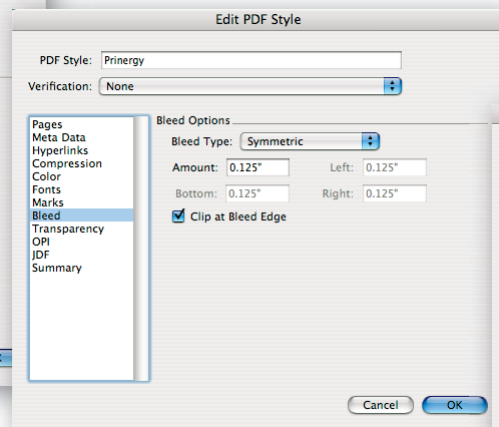 Edit PDF Style
PDF Style: Prinergy
Verification: None
Pages
Meta Data
Hyperlinks
Compression
Color
Fonts
Marks
Bleed
Transparency
OPI
JDF
Summary
Bleed Options
Bleed Type: Symmetric
Amount: 0.125" Left: 0.125"
Bottom: 0.125" Right: 0.125"
Clip at Bleed Edge
Cancel OK